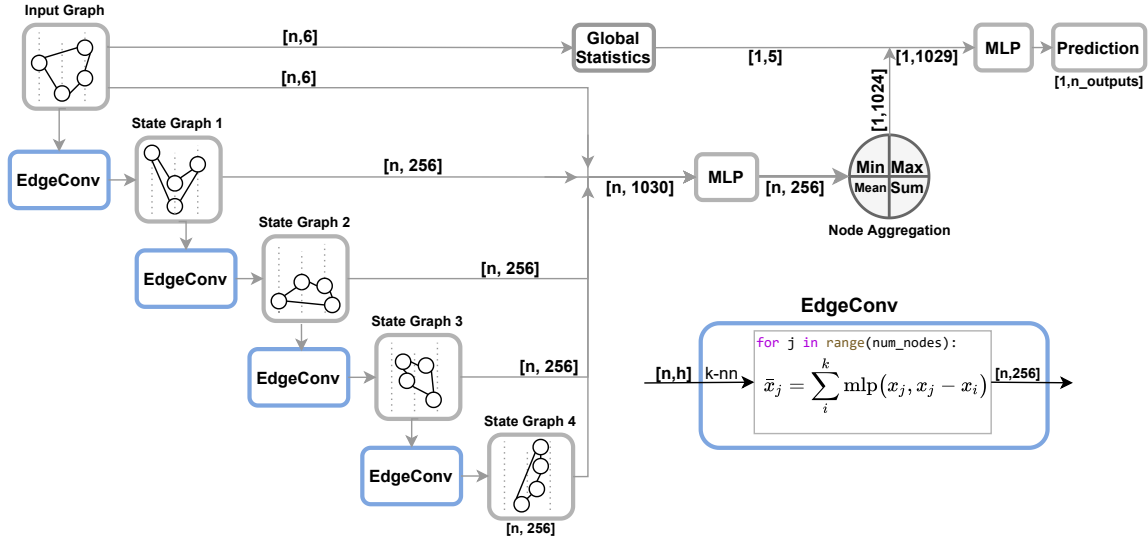 Input Graph
[n,6]
Global
Statistics
[1,5]
[1,1029]
MLP
Prediction
[1,n_outputs]
[n,6]
[1,1024]
State Graph 1
EdgeConv
[n, 256]
[n, 1030]
MLP
[n, 256]
Min
Max
Mean
Sum
Node Aggregation
State Graph 2
EdgeConv
[n, 256]
State Graph 3
EdgeConv
[n, 256]
State Graph 4
EdgeConv
[n, 256]
EdgeConv
for j in range(num_nodes):
[n,h]
k-nn
x̄_j = ∑_i^k mlp(x_j, x_j − x_i)
[n,256]